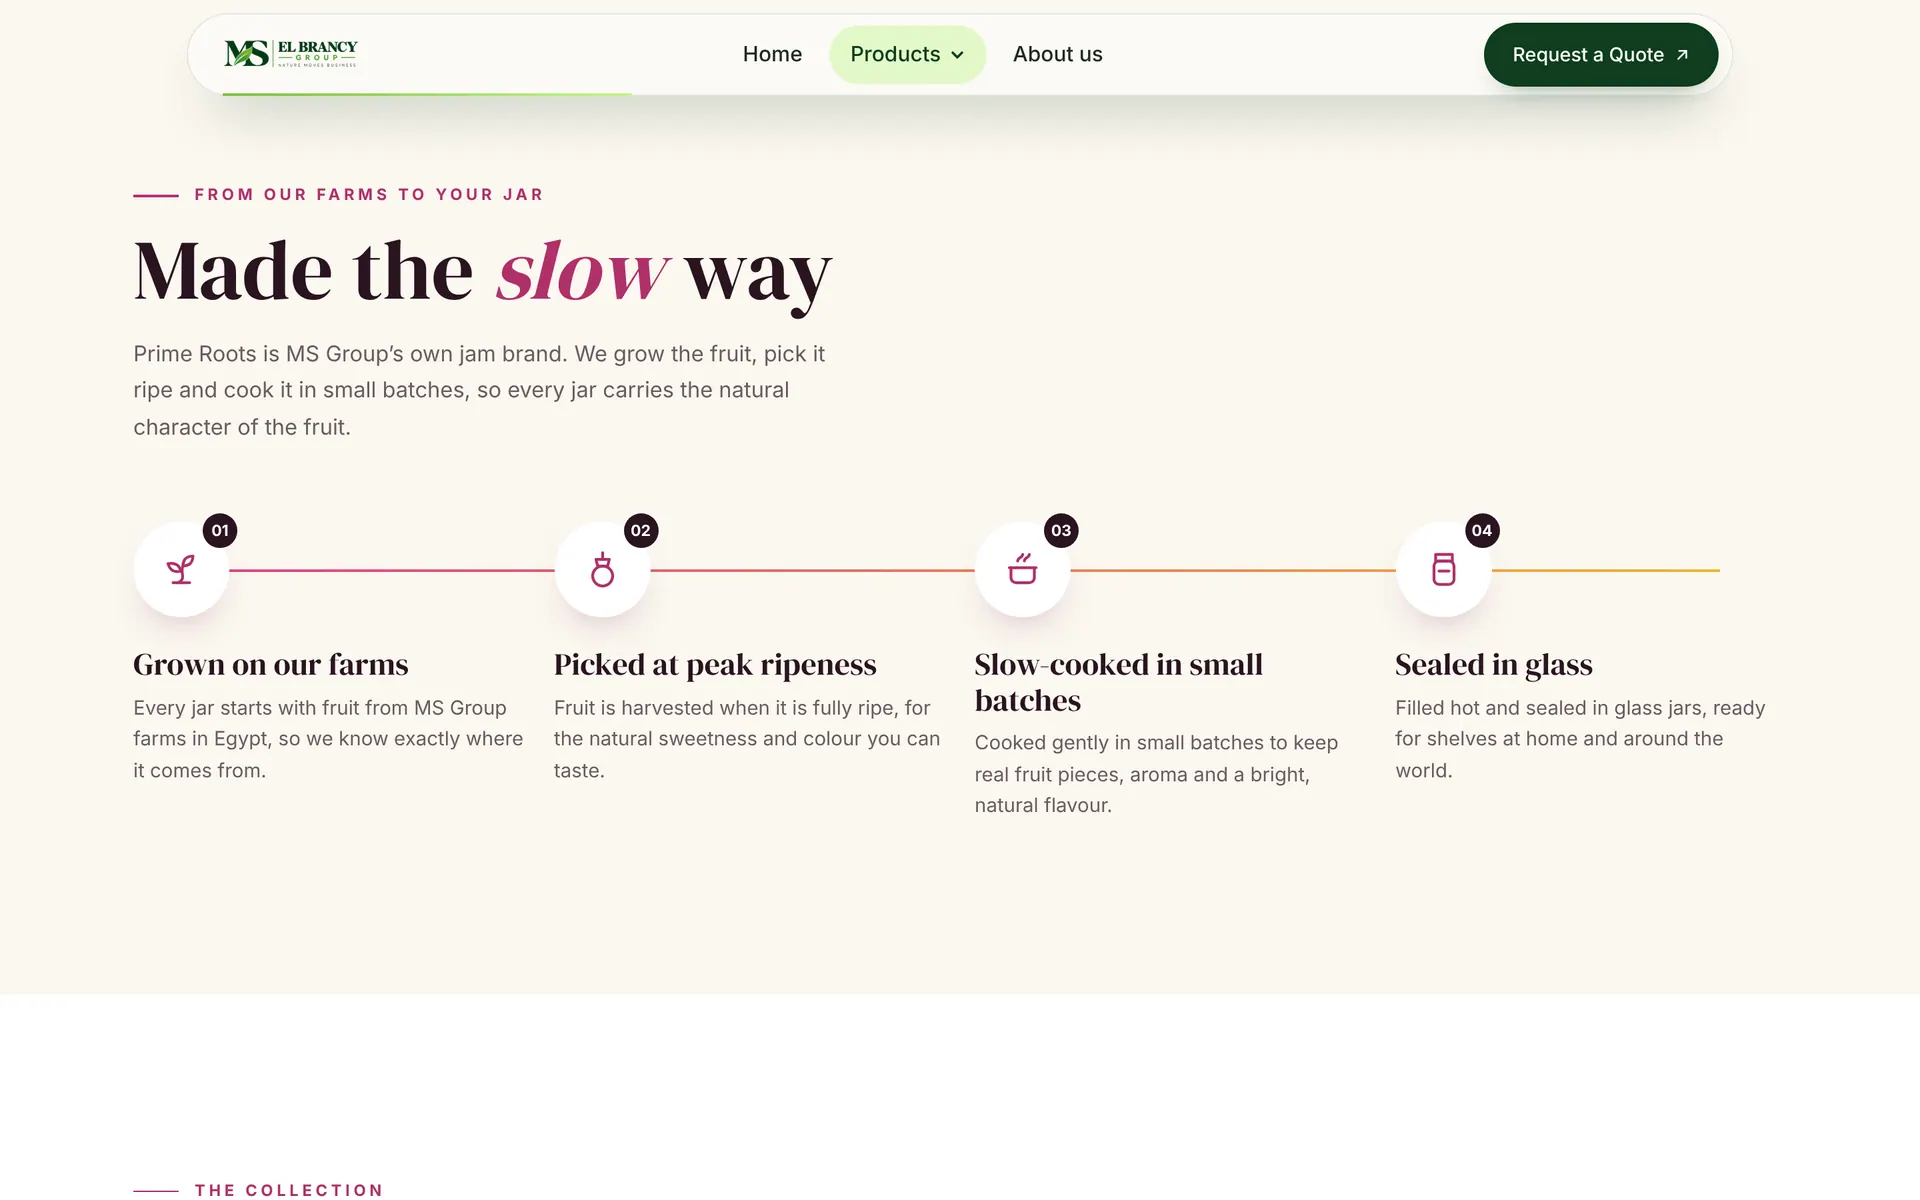 MS EL BRANCY
GROUP
NATURE MOVES BUSINESS
Home
Products
About us
Request a Quote
FROM OUR FARMS TO YOUR JAR
Made the slow way
Prime Roots is MS Group’s own jam brand. We grow the fruit, pick it
ripe and cook it in small batches, so every jar carries the natural
character of the fruit.
01
Grown on our farms
Every jar starts with fruit from MS Group
farms in Egypt, so we know exactly where
it comes from.
02
Picked at peak ripeness
Fruit is harvested when it is fully ripe, for
the natural sweetness and colour you can
taste.
03
Slow-cooked in small
batches
Cooked gently in small batches to keep
real fruit pieces, aroma and a bright,
natural flavour.
04
Sealed in glass
Filled hot and sealed in glass jars, ready
for shelves at home and around the
world.
THE COLLECTION